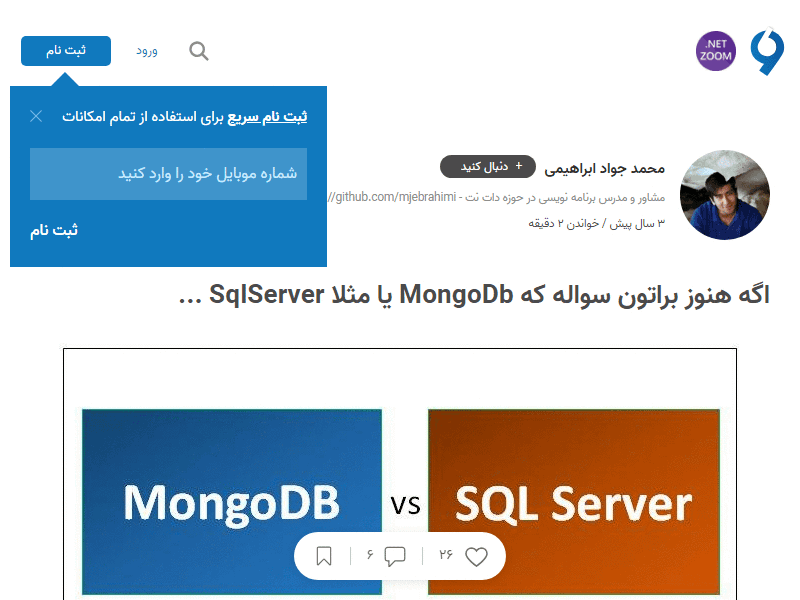 ثبت نام
ورود
.NET
ZOOM
ثبت نام سریع برای استفاده از تمام امکانات
شماره موبایل خود را وارد کنید
ثبت نام
محمد جواد ابراهیمی
+ دنبال کنید
مشاور و مدرس برنامه نویسی در حوزه دات نت - //github.com/mjebrahimi
۳ سال پیش / خواندن ۲ دقیقه
اگه هنوز براتون سواله که MongoDb یا مثلا SqlServer ...
MongoDB vs SQL Server
۶
۲۶